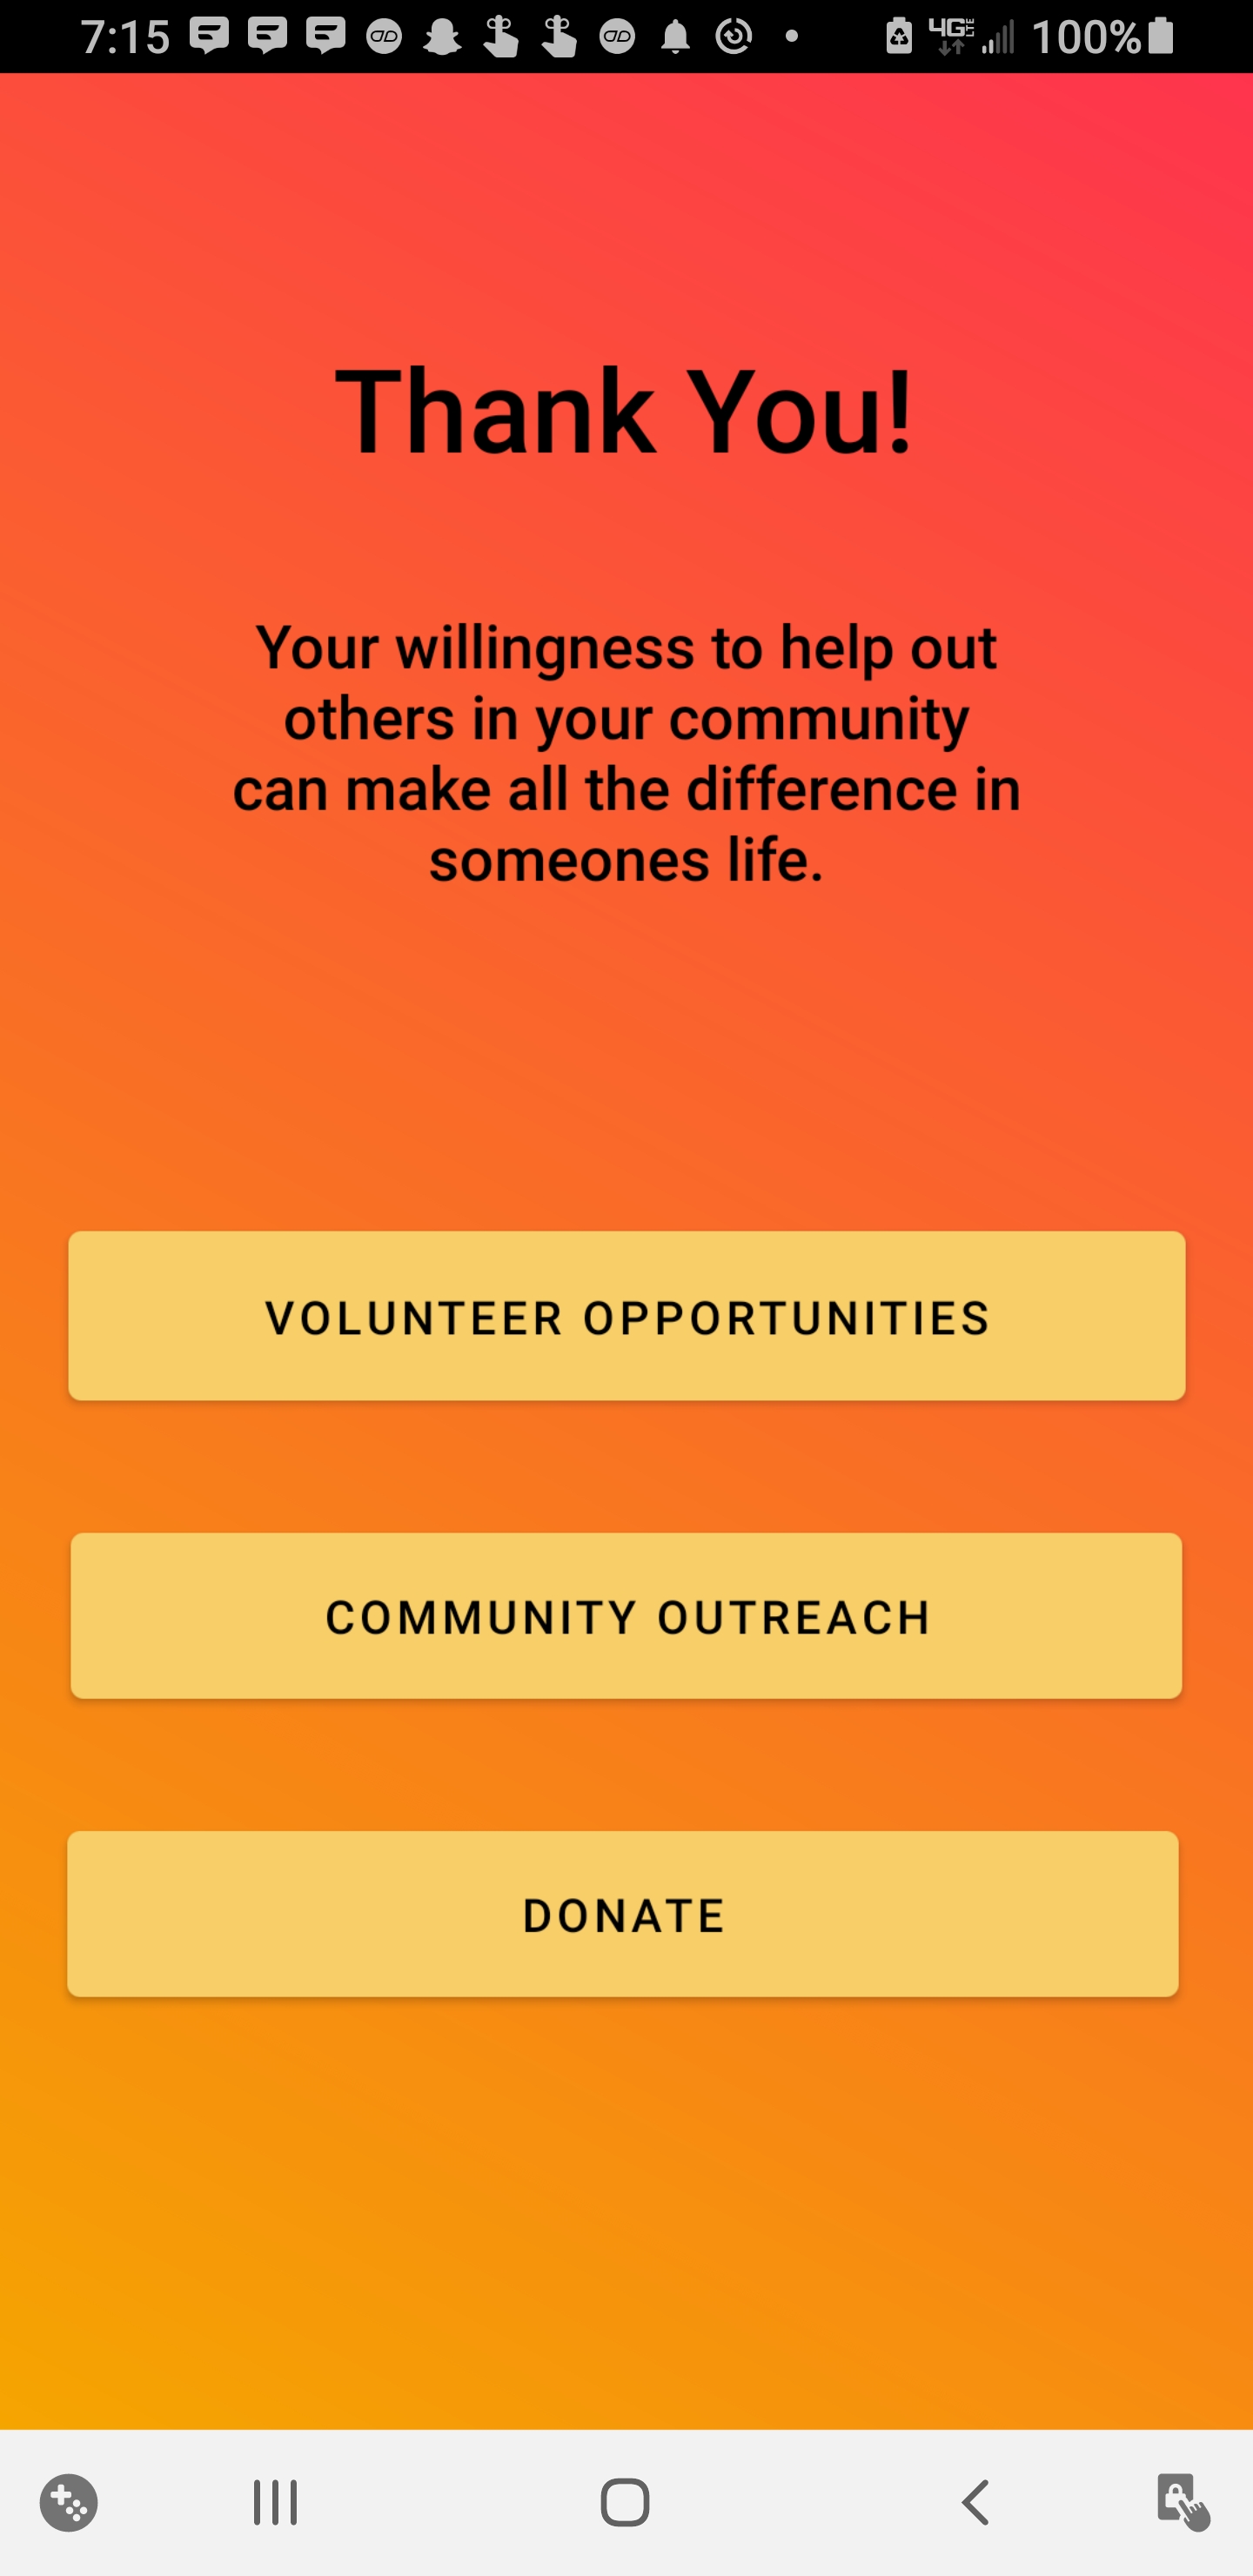 7:15 4G LTE 100%
Thank You!
Your willingness to help out
others in your community
can make all the difference in
someones life.
VOLUNTEER OPPORTUNITIES
COMMUNITY OUTREACH
DONATE